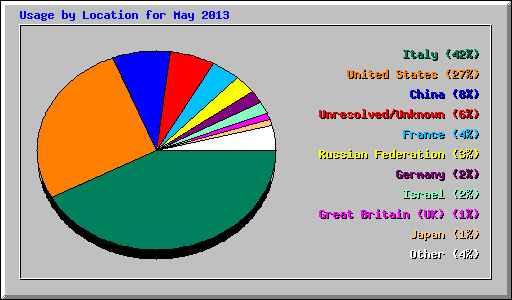 Usage by Location for May 2013
Italy (42%)
United States (27%)
China (8%)
Unresolved/Unknown (6%)
France (4%)
Russian Federation (3%)
Germany (2%)
Israel (2%)
Great Britain (UK) (1%)
Japan (1%)
Other (4%)